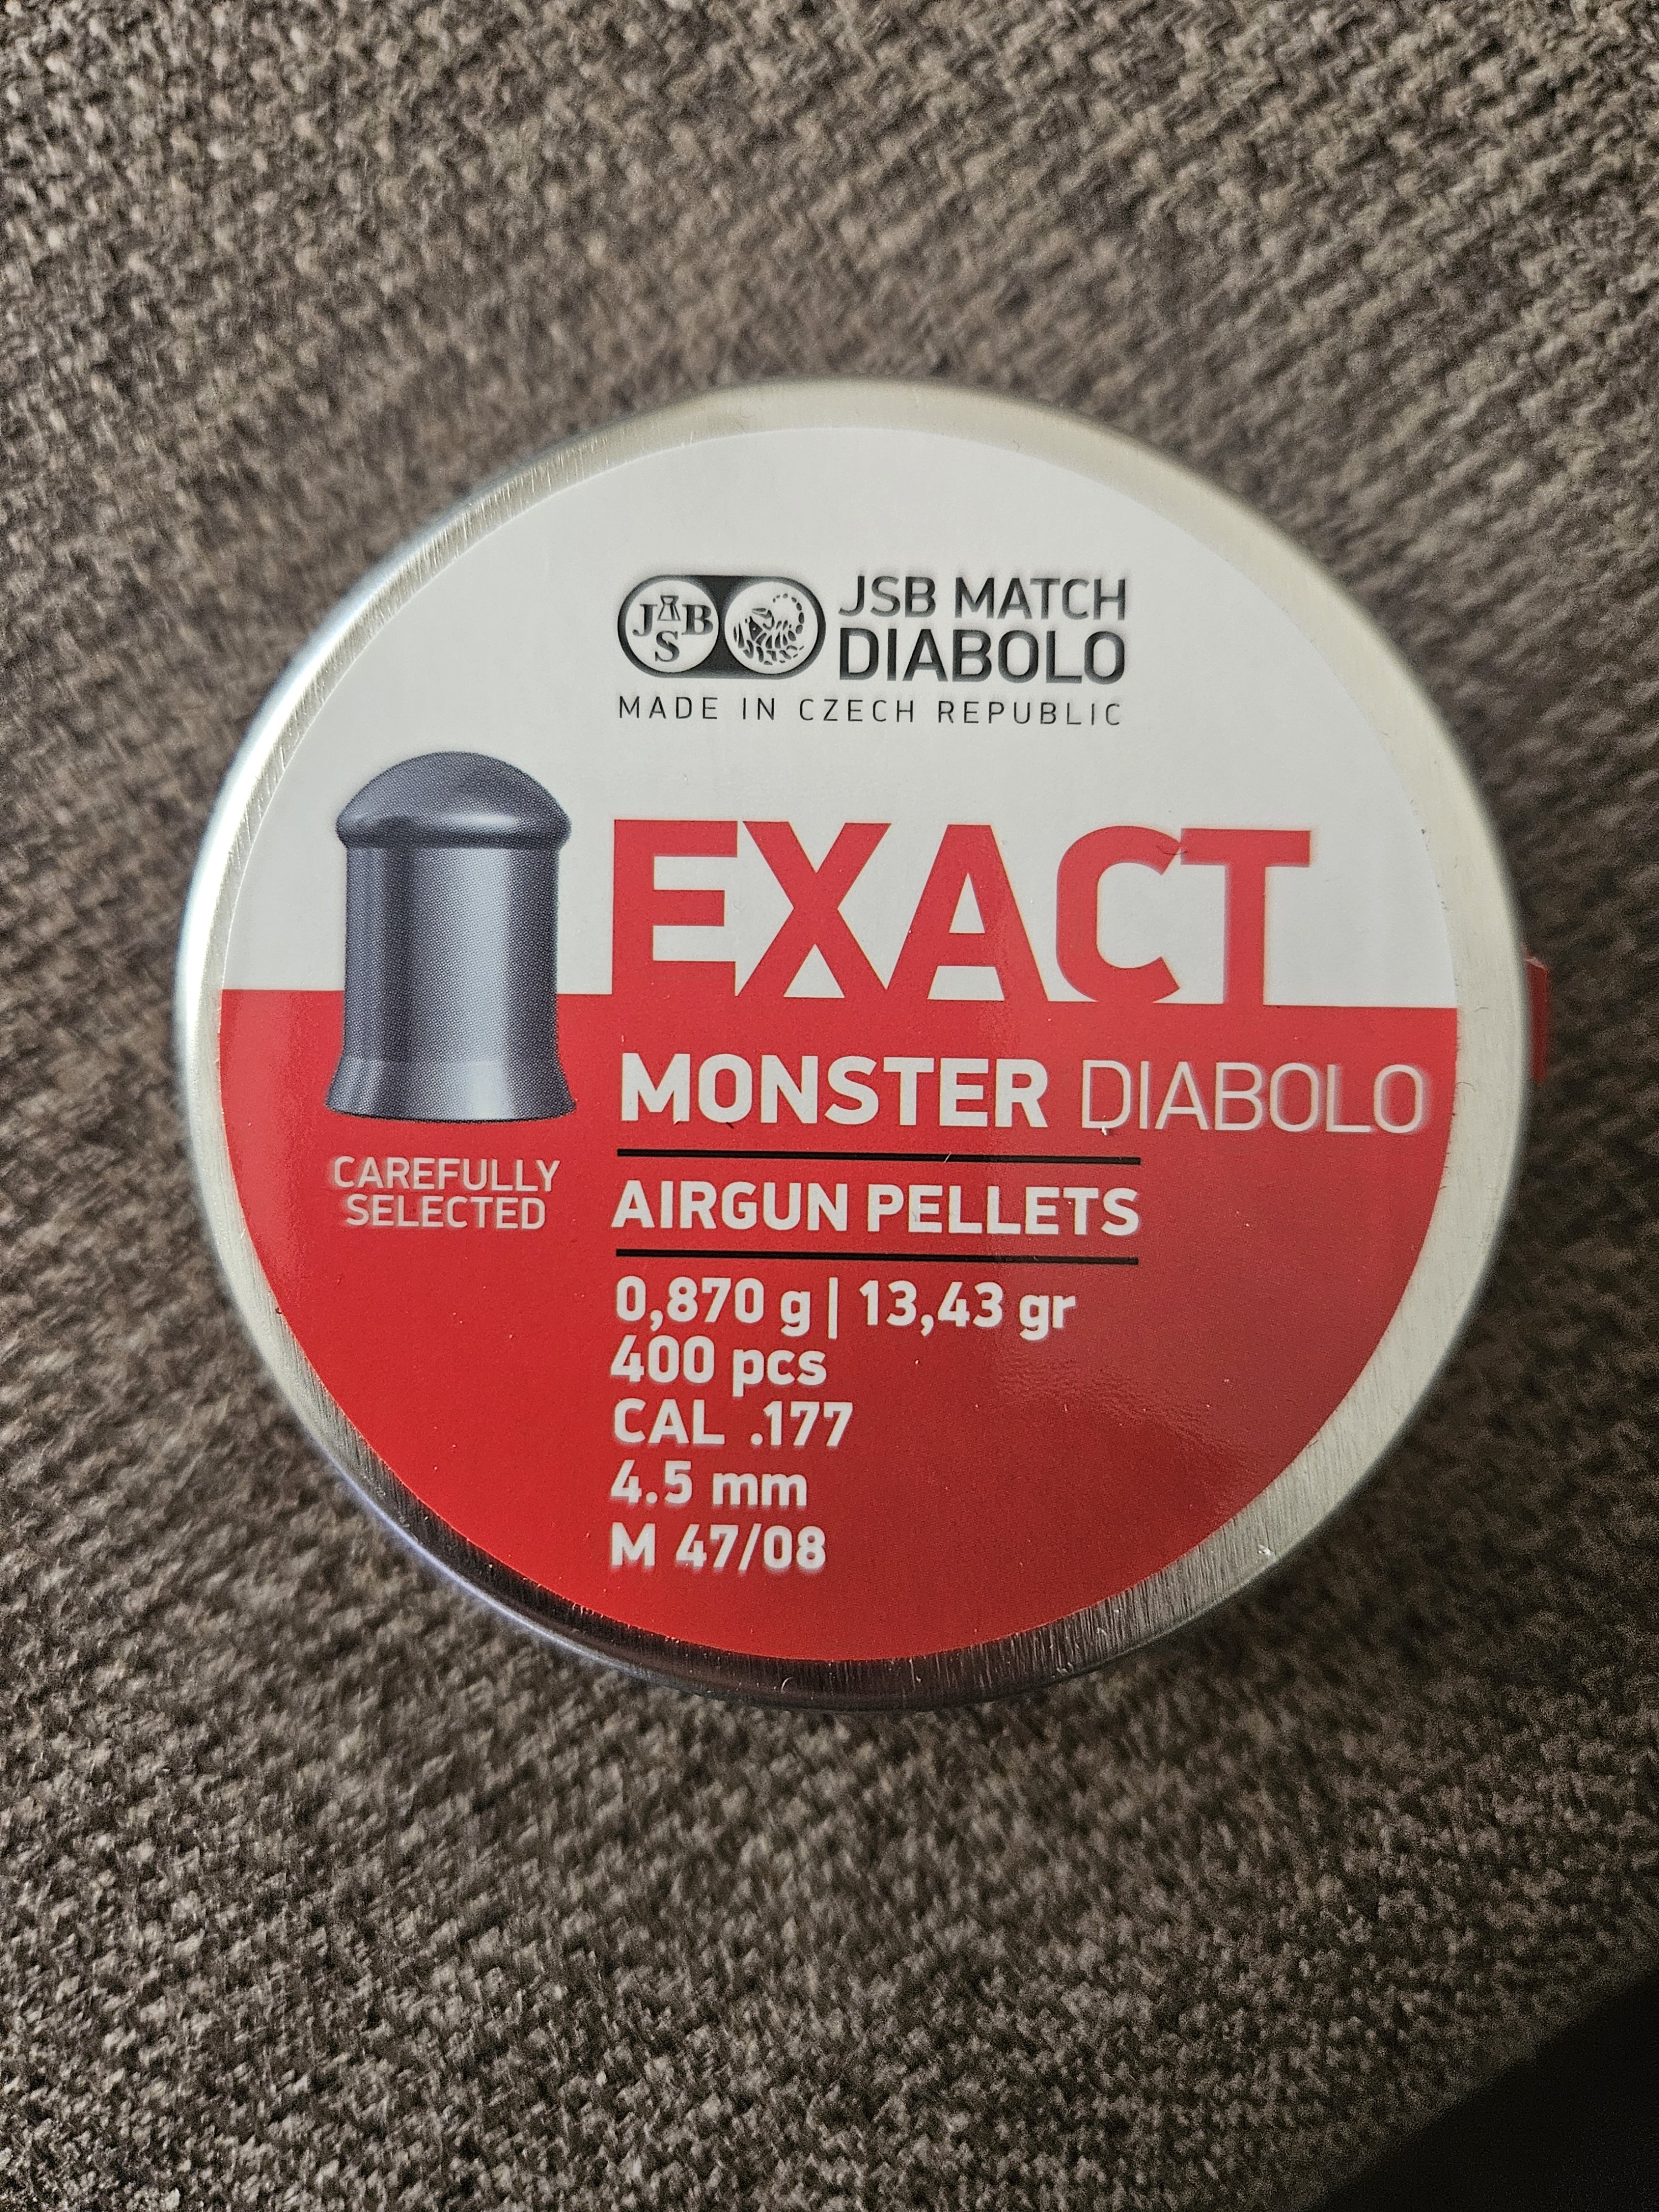 JSB
JSB MATCH
DIABOLO
MADE IN CZECH REPUBLIC
EXACT
MONSTER DIABOLO
CAREFULLY
SELECTED
AIRGUN PELLETS
0,870 g | 13,43 gr
400 pcs
CAL .177
4.5 mm
M 47/08